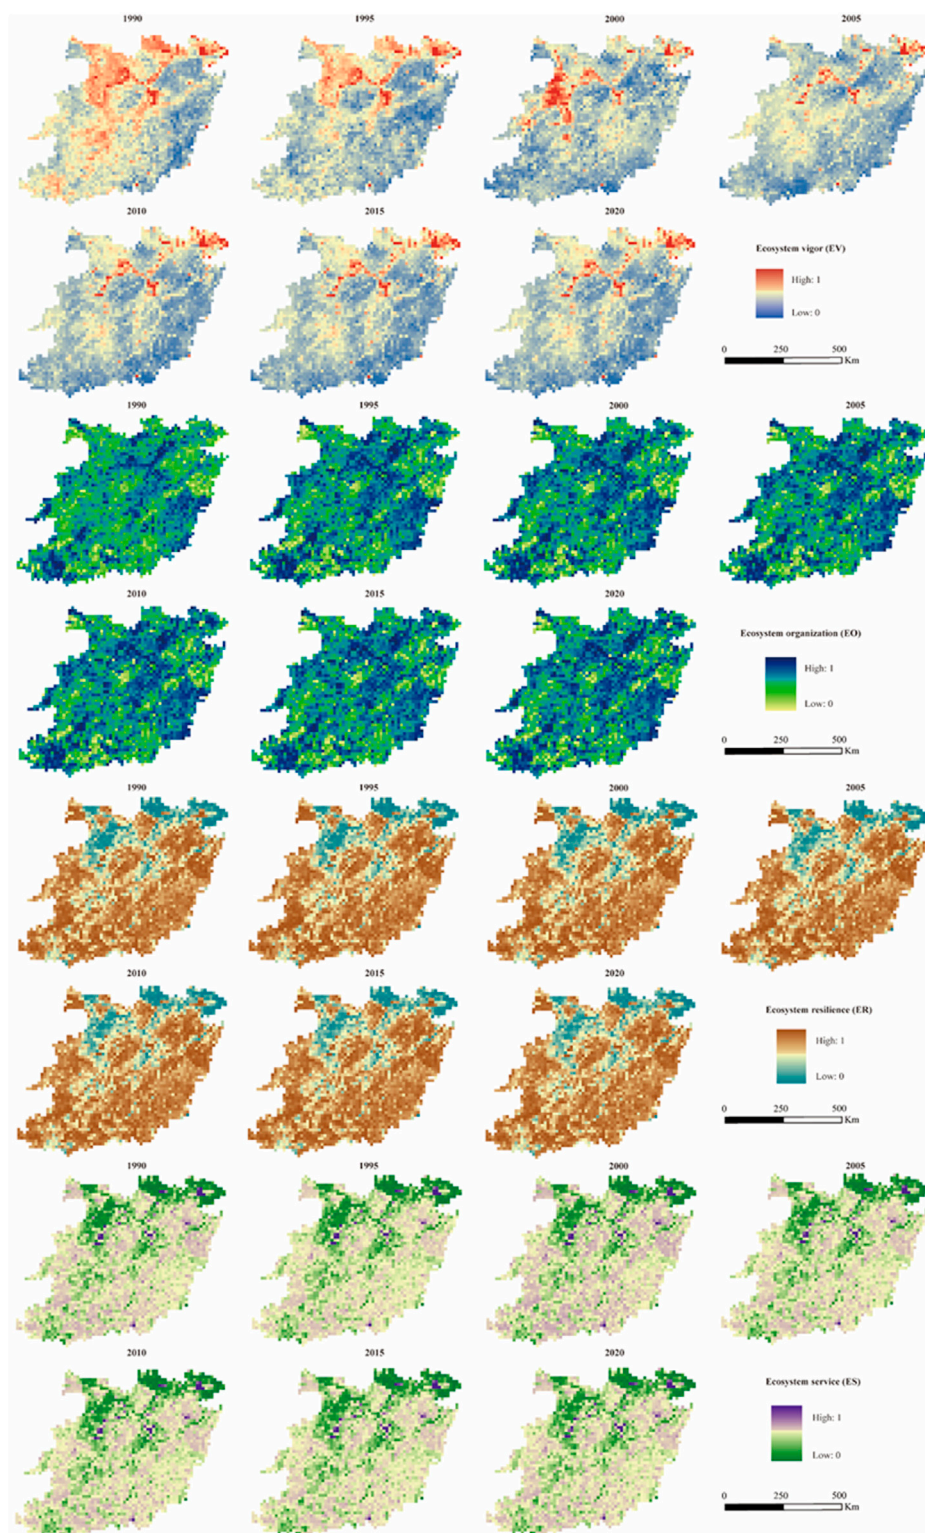 1990 1995 2000 2005
2010 2015 2020
Ecosystem vigor (EV)
High: 1
Low: 0
0 250 500
Km
1990 1995 2000 2005
2010 2015 2020
Ecosystem organization (EO)
High: 1
Low: 0
0 250 500
Km
1990 1995 2000 2005
2010 2015 2020
Ecosystem resilience (ER)
High: 1
Low: 0
0 250 500
Km
1990 1995 2000 2005
2010 2015 2020
Ecosystem service (ES)
High: 1
Low: 0
0 250 500
Km